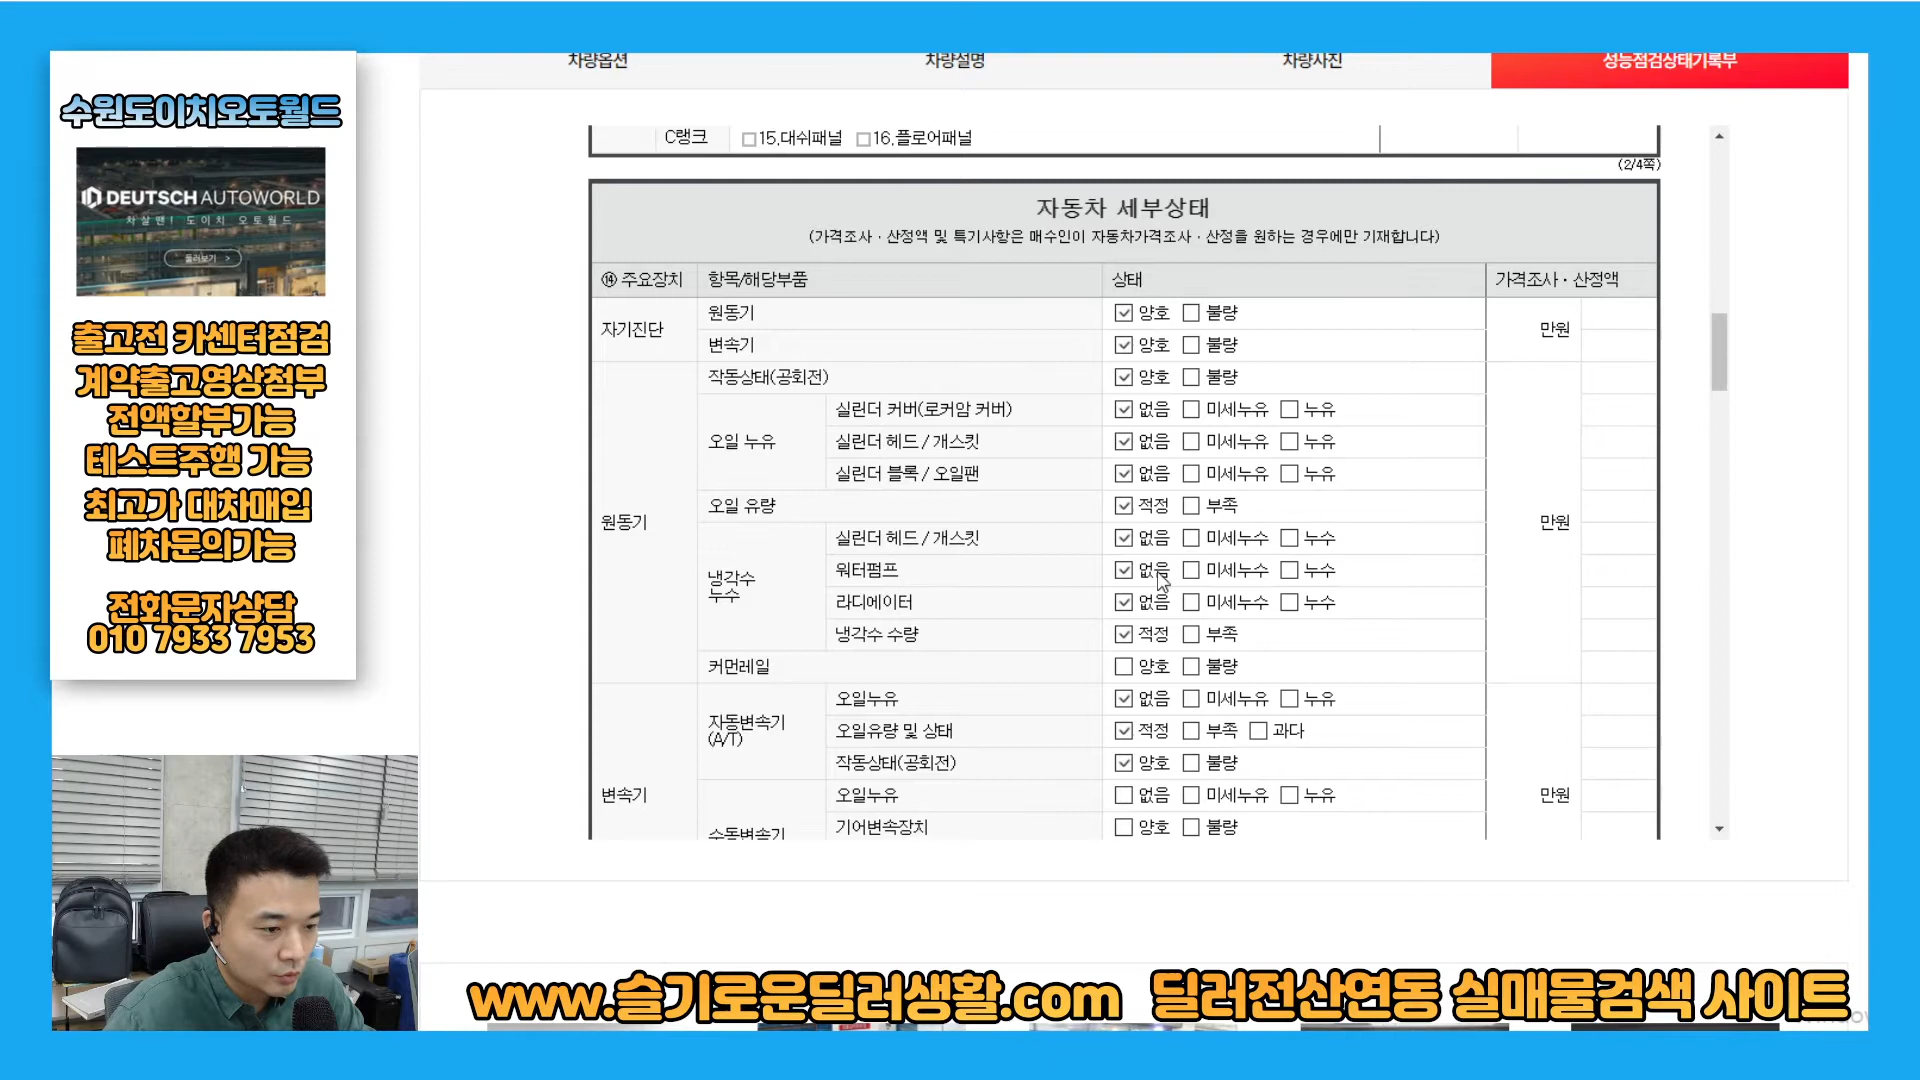 차량옵션 차량설명 차량사진 성능점검상태기록부
수원도이치오토월드
DEUTSCH AUTOWORLD
차 살 땐! 도 이 치 오 토 월 드
둘러보기 >
출고전 카센터점검
계약출고영상첨부
전액할부가능
테스트주행 가능
최고가 대차매입
폐차문의가능
전화문자상담
010 7933 7953
C랭크 15.대쉬패널 16.플로어패널
(2/4쪽)
자동차 세부상태
(가격조사 · 산정액 및 특기사항은 매수인이 자동차가격조사 · 산정을 원하는 경우에만 기재합니다)
⑭ 주요장치 항목/해당부품 상태 가격조사 · 산정액
자기진단 원동기 양호 불량 만원
변속기 양호 불량
원동기 작동상태(공회전) 양호 불량 만원
오일 누유 실린더 커버(로커암 커버) 없음 미세누유 누유
실린더 헤드 / 개스킷 없음 미세누유 누유
실린더 블록 / 오일팬 없음 미세누유 누유
오일 유량 적정 부족
냉각수 누수 실린더 헤드 / 개스킷 없음 미세누수 누수
워터펌프 없음 미세누수 누수
라디에이터 없음 미세누수 누수
냉각수 수량 적정 부족
커먼레일 양호 불량
변속기 자동변속기 (A/T) 오일누유 없음 미세누유 누유 만원
오일유량 및 상태 적정 부족 과다
작동상태(공회전) 양호 불량
수동변속기 오일누유 없음 미세누유 누유
기어변속장치 양호 불량
www.슬기로운딜러생활.com 딜러전산연동 실매물검색 사이트